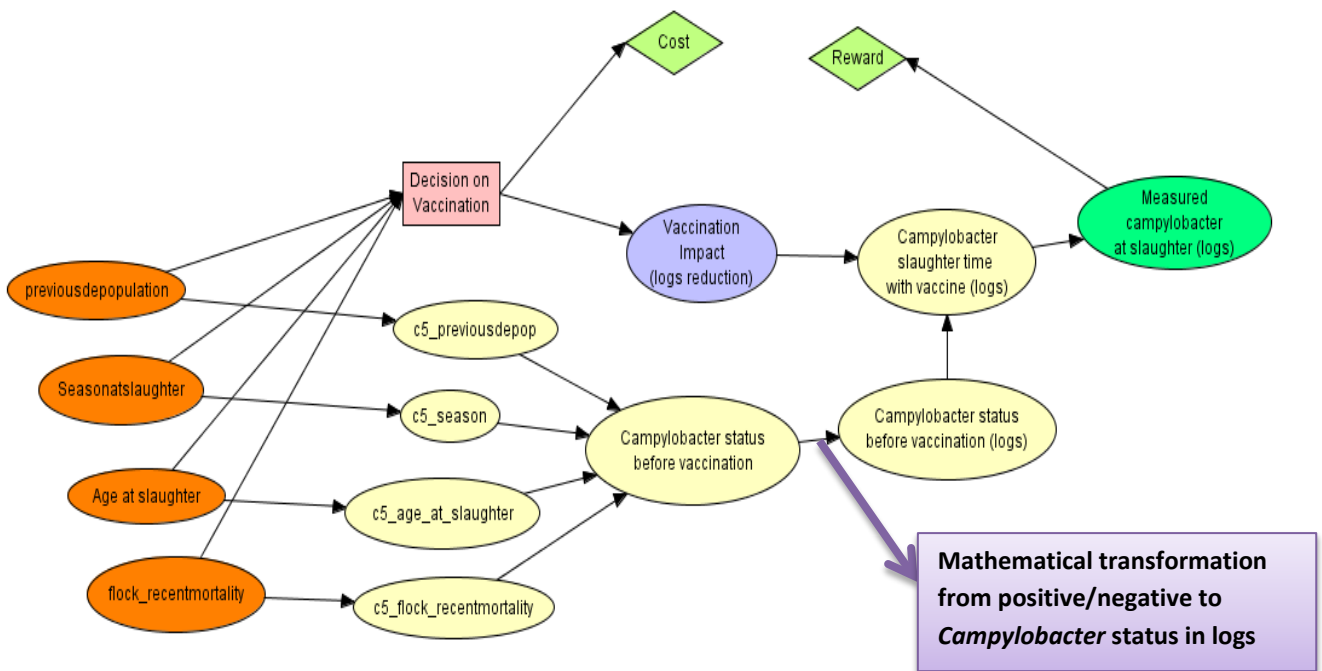 Cost
Reward
Decision on
Vaccination
Vaccination
Impact
(logs reduction)
Campylobacter
slaughter time
with vaccine (logs)
Measured
campylobacter
at slaughter (logs)
previousdepopulation
c5_previousdepop
Seasonatslaughter
c5_season
Campylobacter status
before vaccination
Campylobacter status
before vaccination (logs)
Age at slaughter
c5_age_at_slaughter
flock_recentmortality
c5_flock_recentmortality
Mathematical transformation
from positive/negative to
Campylobacter status in logs